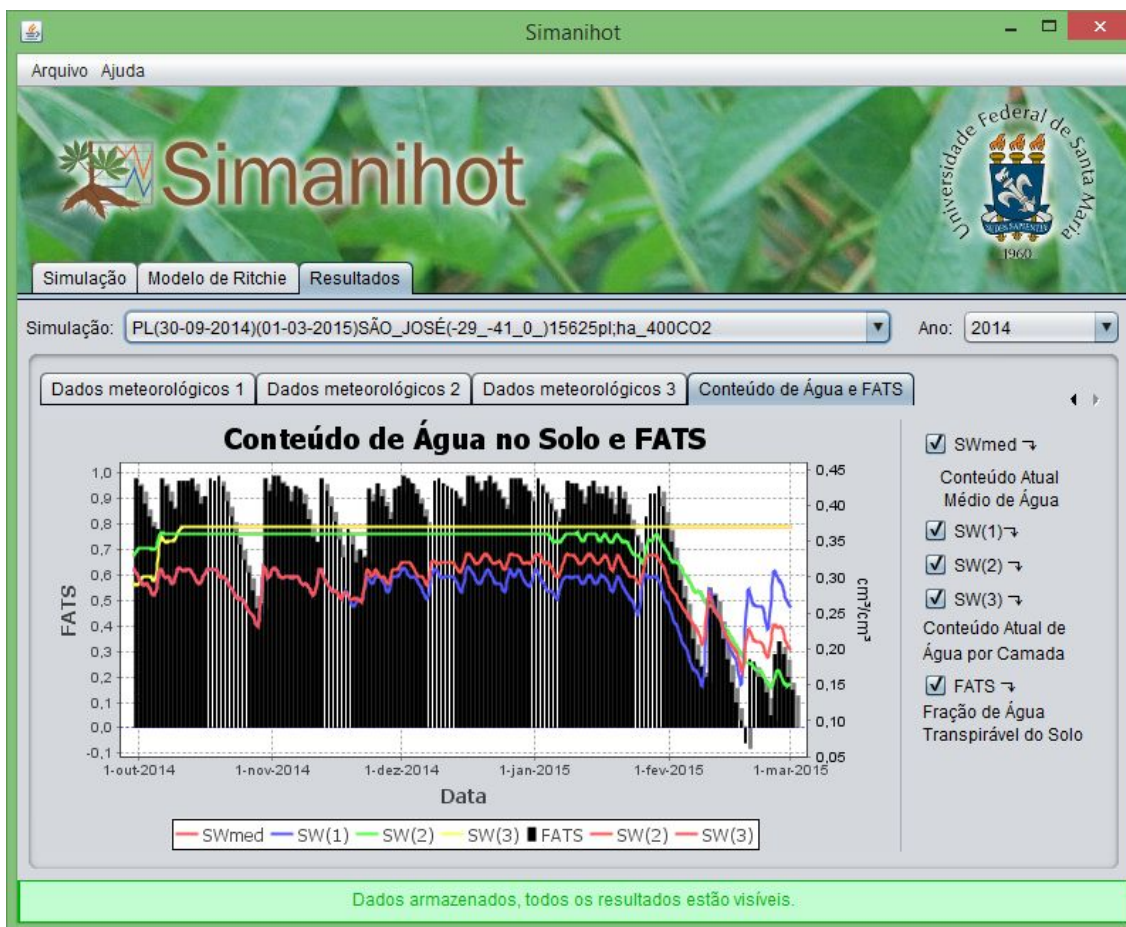 Simanihot
Arquivo Ajuda
Simanihot
Universidade Federal de Santa Maria
SEDES SAPIENTIAE
1960
Simulação Modelo de Ritchie Resultados
Simulação: PL(30-09-2014)(01-03-2015)SÃO_JOSÉ(-29_-41_0_)15625pl;ha_400CO2 Ano: 2014
Dados meteorológicos 1 Dados meteorológicos 2 Dados meteorológicos 3 Conteúdo de Água e FATS
Conteúdo de Água no Solo e FATS
1,0
0,9
0,8
0,7
0,6
0,5
0,4
0,3
0,2
0,1
0,0
-0,1
FATS
0,45
0,40
0,35
0,30
0,25
0,20
0,15
0,10
0,05
cm³/cm³
1-out-2014 1-nov-2014 1-dez-2014 1-jan-2015 1-fev-2015 1-mar-2015
Data
SWmed SW(1) SW(2) SW(3) FATS SW(2) SW(3)
SWmed
Conteúdo Atual
Médio de Água
SW(1)
SW(2)
SW(3)
Conteúdo Atual de
Água por Camada
FATS
Fração de Água
Transpirável do Solo
Dados armazenados, todos os resultados estão visíveis.